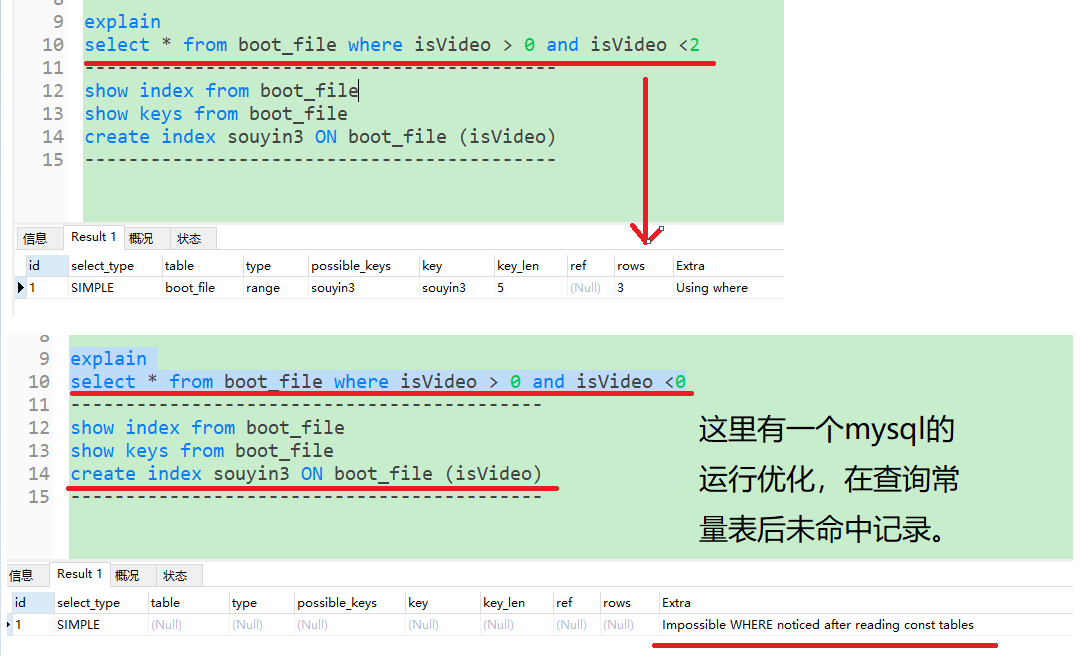 8
9 explain
10 select * from boot_file where isVideo > 0 and isVideo <2
11 -------------------------------------------
12 show index from boot_file
13 show keys from boot_file
14 create index souyin3 ON boot_file (isVideo)
15 -------------------------------------------
信息 Result 1 概况 状态
id select_type table type possible_keys key key_len ref rows Extra
1 SIMPLE boot_file range souyin3 souyin3 5 (Null) 3 Using where
8
9 explain
10 select * from boot_file where isVideo > 0 and isVideo <0
11 -------------------------------------------
12 show index from boot_file
13 show keys from boot_file
14 create index souyin3 ON boot_file (isVideo)
15 -------------------------------------------
这里有一个mysql的
运行优化，在查询常
量表后未命中记录。
信息 Result 1 概况 状态
id select_type table type possible_keys key key_len ref rows Extra
1 SIMPLE (Null) (Null) (Null) (Null) (Null) (Null) (Null) Impossible WHERE noticed after reading const tables